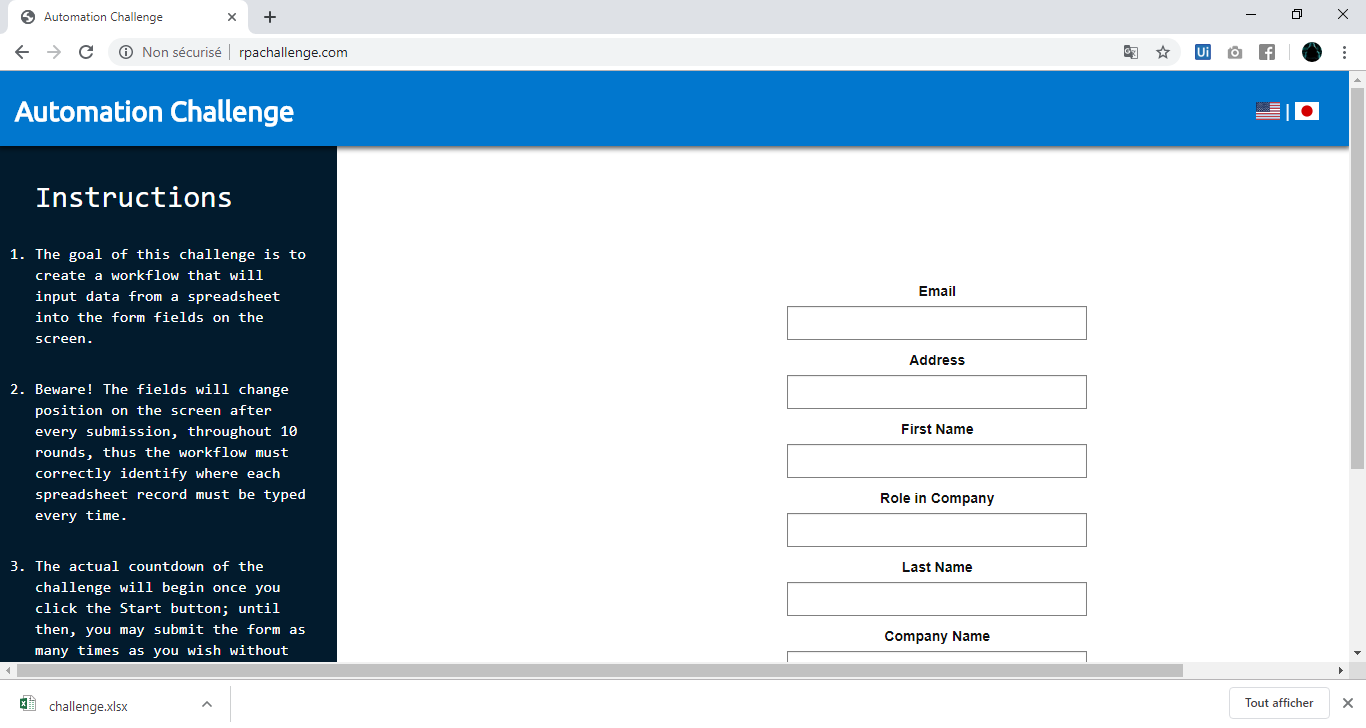 Automation Challenge
Non sécurisé
rpachallenge.com
Ui
Automation Challenge
|
Instructions
1. The goal of this challenge is to
create a workflow that will
input data from a spreadsheet
into the form fields on the
screen.
2. Beware! The fields will change
position on the screen after
every submission, throughout 10
rounds, thus the workflow must
correctly identify where each
spreadsheet record must be typed
every time.
3. The actual countdown of the
challenge will begin once you
click the Start button; until
then, you may submit the form as
many times as you wish without
Email
Address
First Name
Role in Company
Last Name
Company Name
challenge.xlsx
Tout afficher